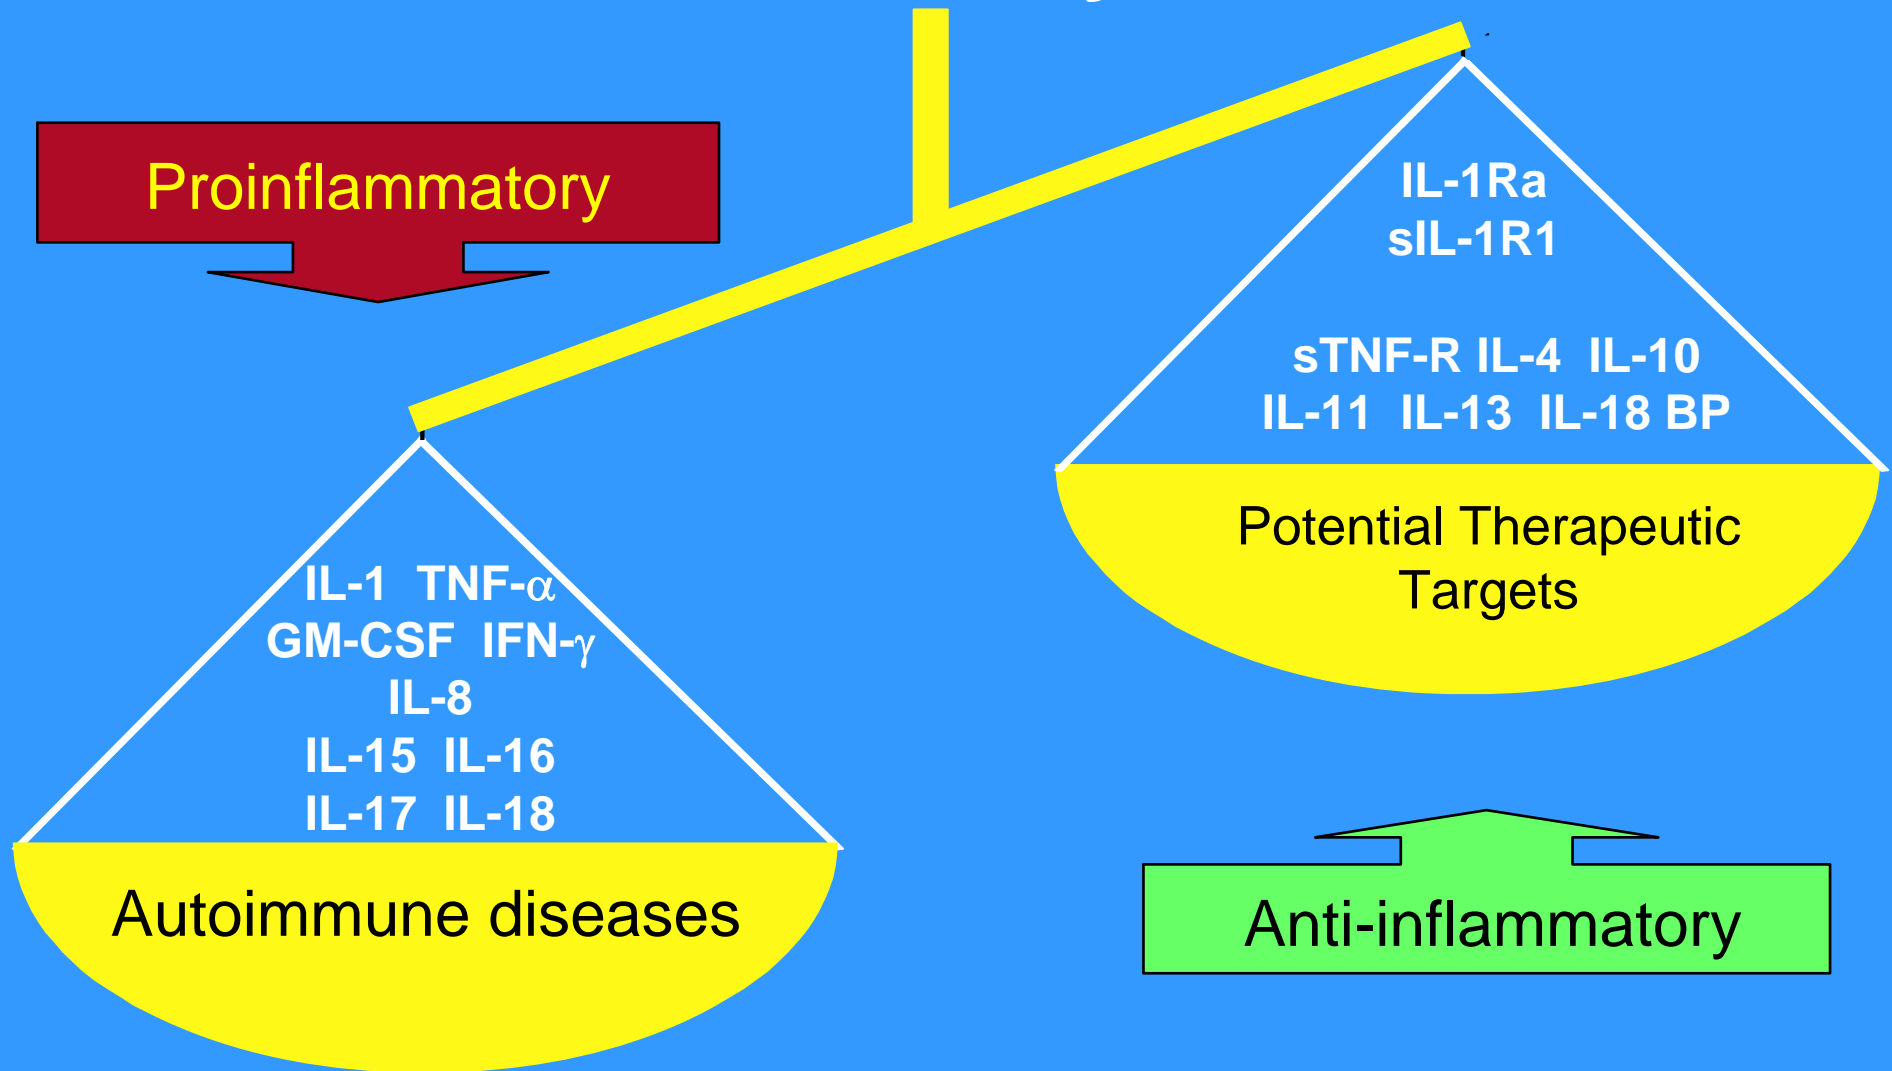 Proinflammatory
IL-1Ra
sIL-1R1
sTNF-R IL-4 IL-10
IL-11 IL-13 IL-18 BP
Potential Therapeutic
Targets
IL-1 TNF-α
GM-CSF IFN-γ
IL-8
IL-15 IL-16
IL-17 IL-18
Autoimmune diseases
Anti-inflammatory